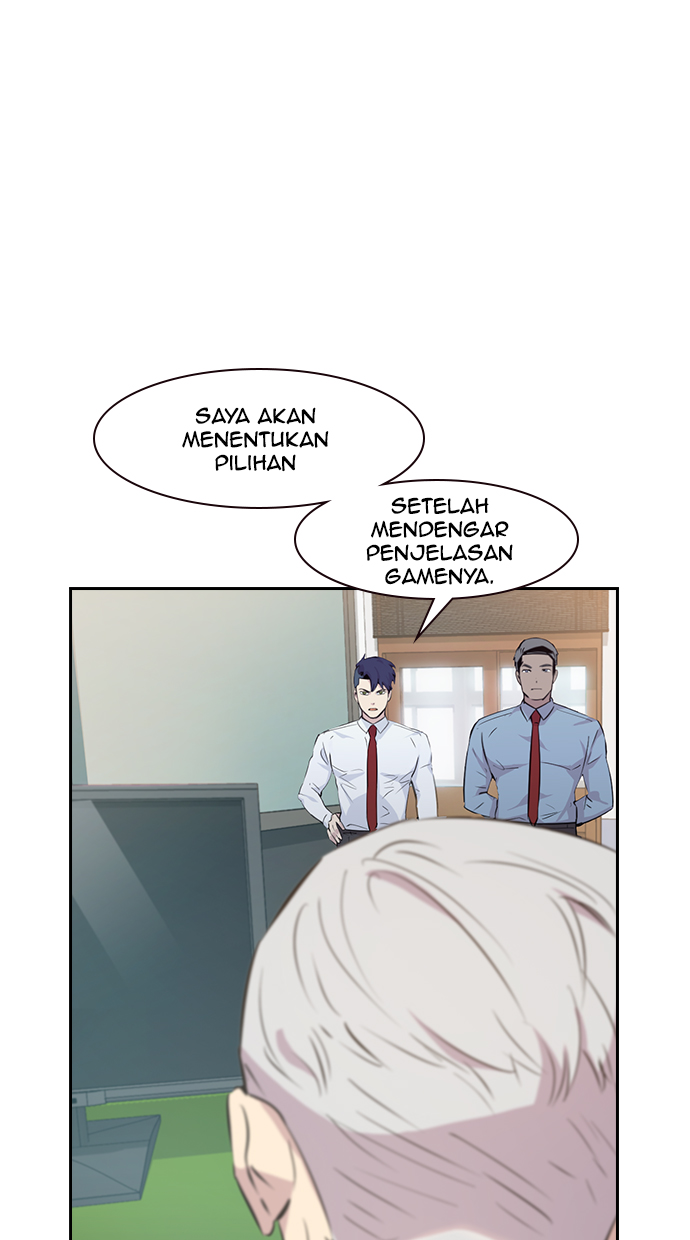 SAYA AKAN
MENENTUKAN
PILIHAN
SETELAH
MENDENGAR
PENJELASAN
GAMENYA.